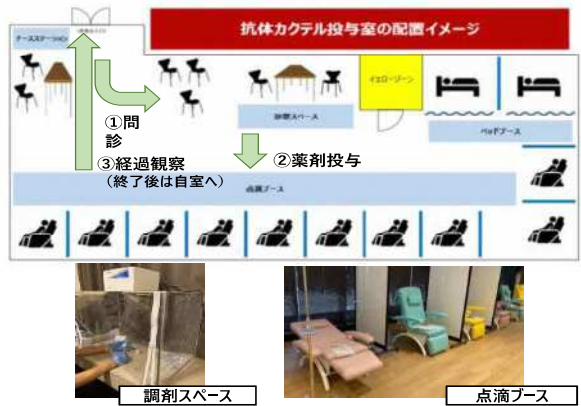 抗体カクテル投与室の配置イメージ
ナースステーション
イエローゾーン
①問
診
診察スペース
ベッドブース
③経過観察
(終了後は自室へ)
②薬剤投与
点滴ブース
調剤スペース
点滴ブース